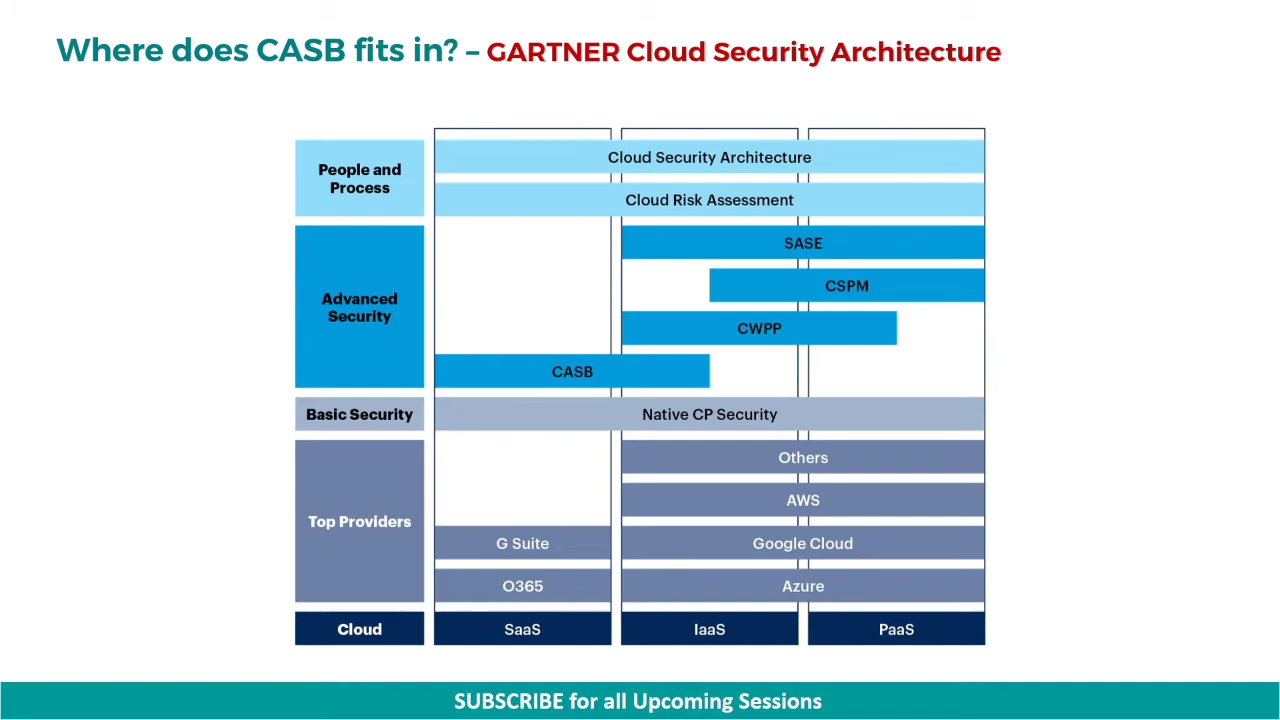 Where does CASB fits in? – GARTNER Cloud Security Architecture
People and
Process
Cloud Security Architecture
Cloud Risk Assessment
Advanced
Security
SASE
CSPM
CWPP
CASB
Basic Security
Native CP Security
Top Providers
Others
AWS
G Suite
Google Cloud
O365
Azure
Cloud
SaaS
IaaS
PaaS
SUBSCRIBE for all Upcoming Sessions